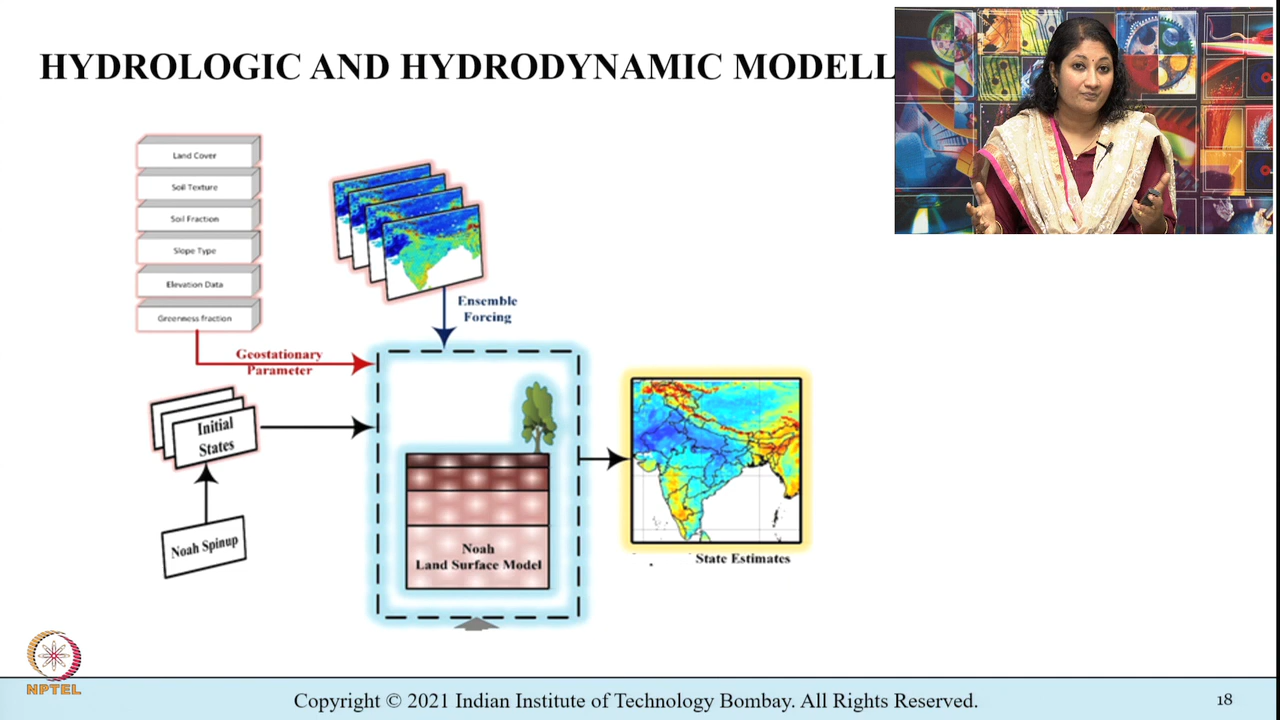 HYDROLOGIC AND HYDRODYNAMIC MODELL
Land Cover
Soil Texture
Soil Fraction
Slope Type
Elevation Data
Greenness fraction
Ensemble
Forcing
Geostationary
Parameter
Initial
States
Noah Spinup
Noah
Land Surface Model
State Estimates
NPTEL
Copyright © 2021 Indian Institute of Technology Bombay. All Rights Reserved.
18